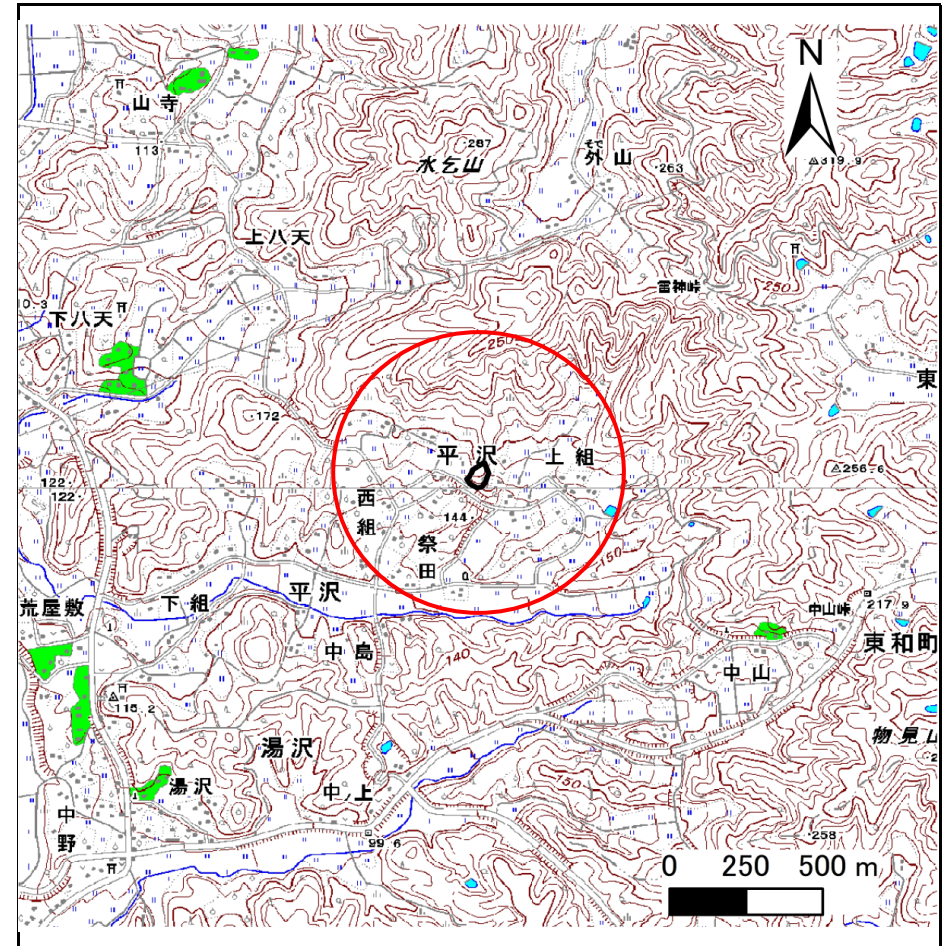 N
山寺
113
287
水乞山
そで
外山
263
319.9
上八天
雷神峠
250
下八天
250
東
172
平沢
上組
256.6
122
122
西組
144
祭田
150
平沢
下組
荒屋敷
中山峠
217.9
中島
140
東和町
中山
115.2
物見山
湯沢
湯沢
中ノ上
150
中野
99.6
258
0 250 500 m